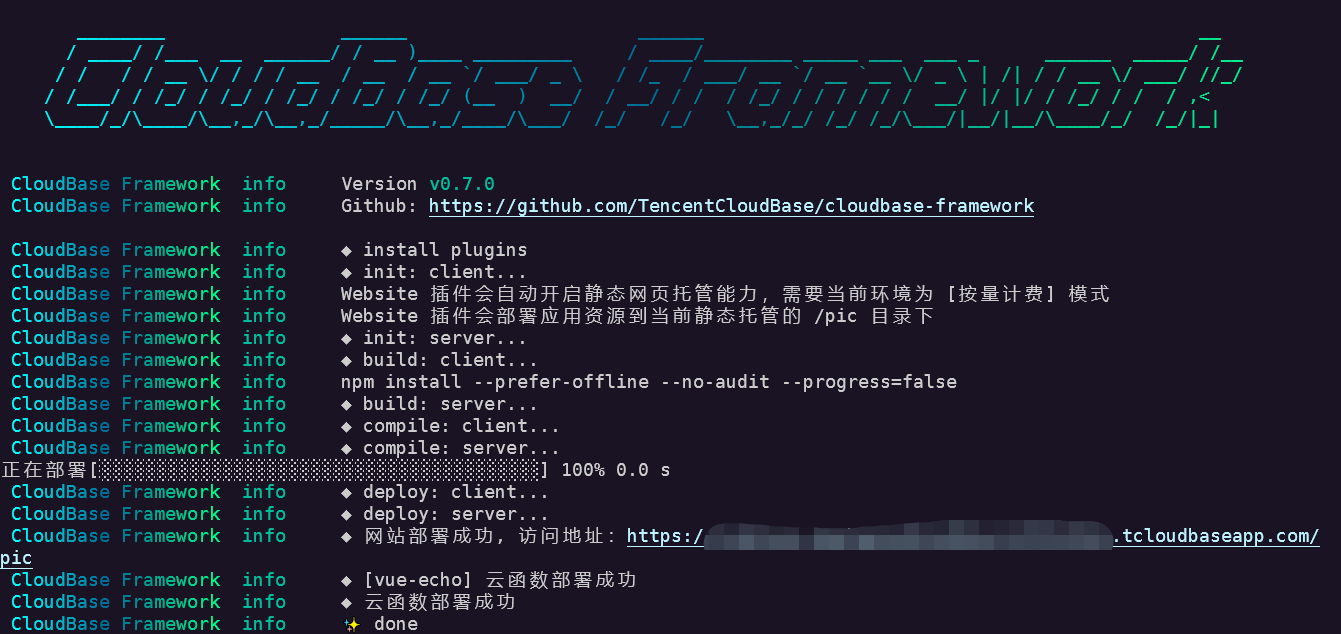 CloudBase Framework
CloudBase Framework info Version v0.7.0
CloudBase Framework info Github: https://github.com/TencentCloudBase/cloudbase-framework
CloudBase Framework info ◆ install plugins
CloudBase Framework info ◆ init: client...
CloudBase Framework info Website 插件会自动开启静态网页托管能力, 需要当前环境为 [按量计费] 模式
CloudBase Framework info Website 插件会部署应用资源到当前静态托管的 /pic 目录下
CloudBase Framework info ◆ init: server...
CloudBase Framework info ◆ build: client...
CloudBase Framework info npm install --prefer-offline --no-audit --progress=false
CloudBase Framework info ◆ build: server...
CloudBase Framework info ◆ compile: client...
CloudBase Framework info ◆ compile: server...
正在部署[░░░░░░░░░░░░░░░░░░░░░░░░░░░░░░░░░░░░░░░░] 100% 0.0 s
CloudBase Framework info ◆ deploy: client...
CloudBase Framework info ◆ deploy: server...
CloudBase Framework info ◆ 网站部署成功, 访问地址: https:/ .tcloudbaseapp.com/
pic
CloudBase Framework info ◆ [vue-echo] 云函数部署成功
CloudBase Framework info ◆ 云函数部署成功
CloudBase Framework info ✨ done